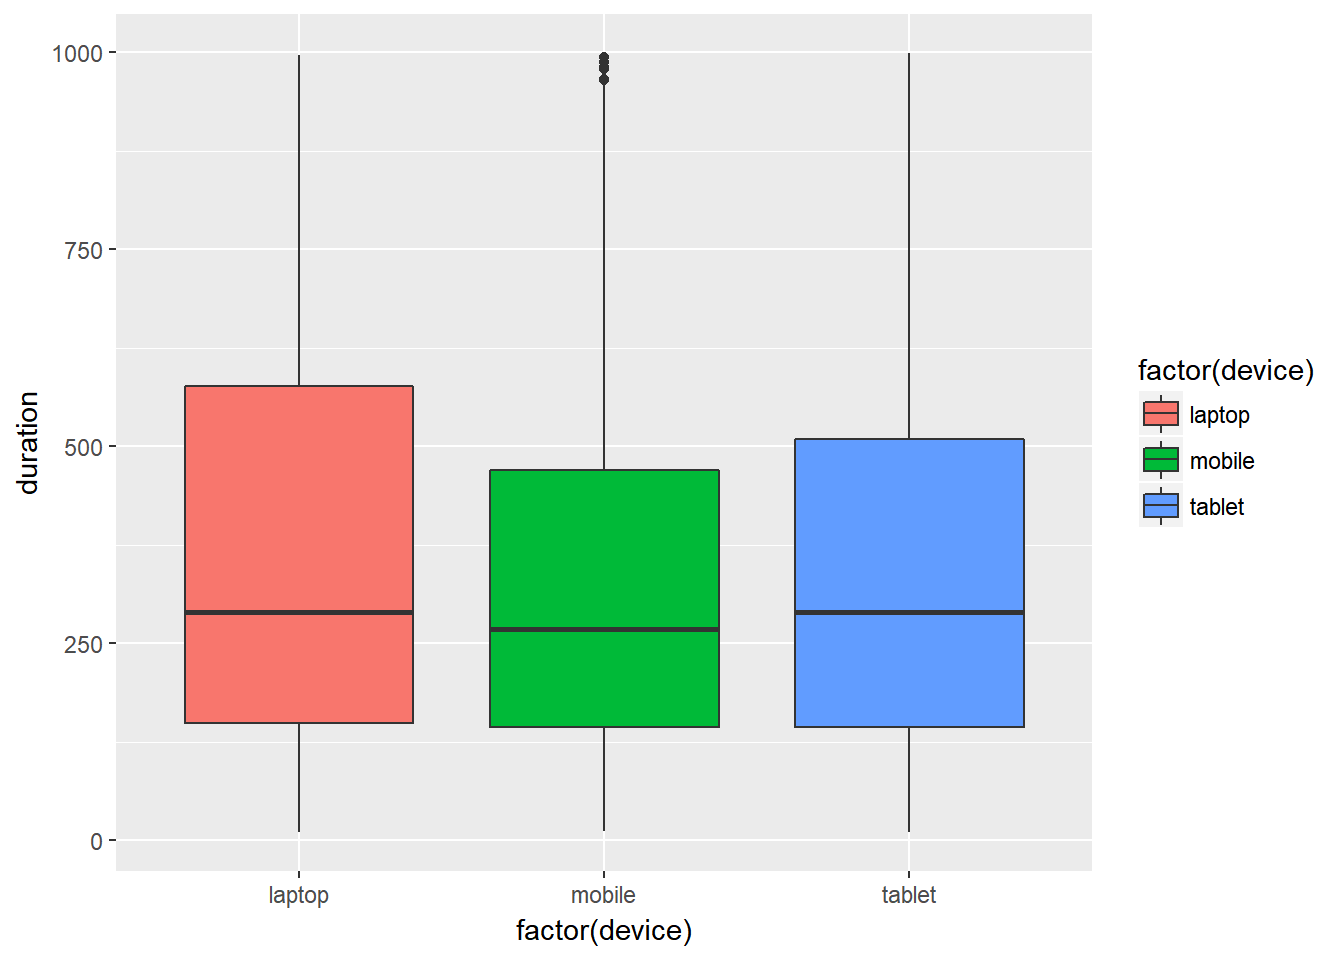 1000
750
500
250
0
duration
laptop
mobile
tablet
factor(device)
factor(device)
laptop
mobile
tablet